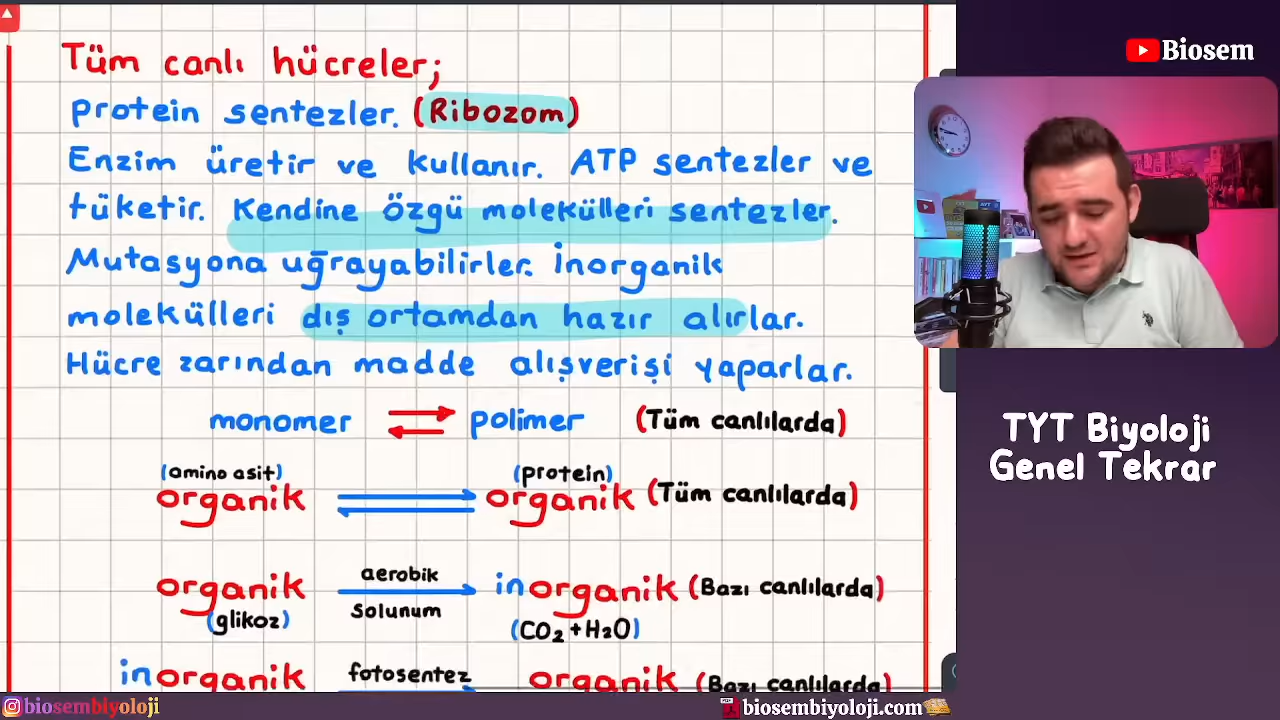 Tüm canlı hücreler;
Protein sentezler. (Ribozom)
Enzim üretir ve kullanır. ATP sentezler ve
tüketir. Kendine özgü molekülleri sentezler.
Mutasyona uğrayabilirler. İnorganik
molekülleri dış ortamdan hazır alırlar.
Hücre zarından madde alışverişi yaparlar.
monomer polimer (Tüm canlılarda)
(amino asit) (protein)
organik organik (Tüm canlılarda)
aerobik
organik inorganik (Bazı canlılarda)
solunum
(glikoz) (CO2+H2O)
fotosentez
inorganik organik (Bazı canlılarda)
Biosem
TYT Biyoloji
Genel Tekrar
biosembiyoloji
biosembiyoloji.com